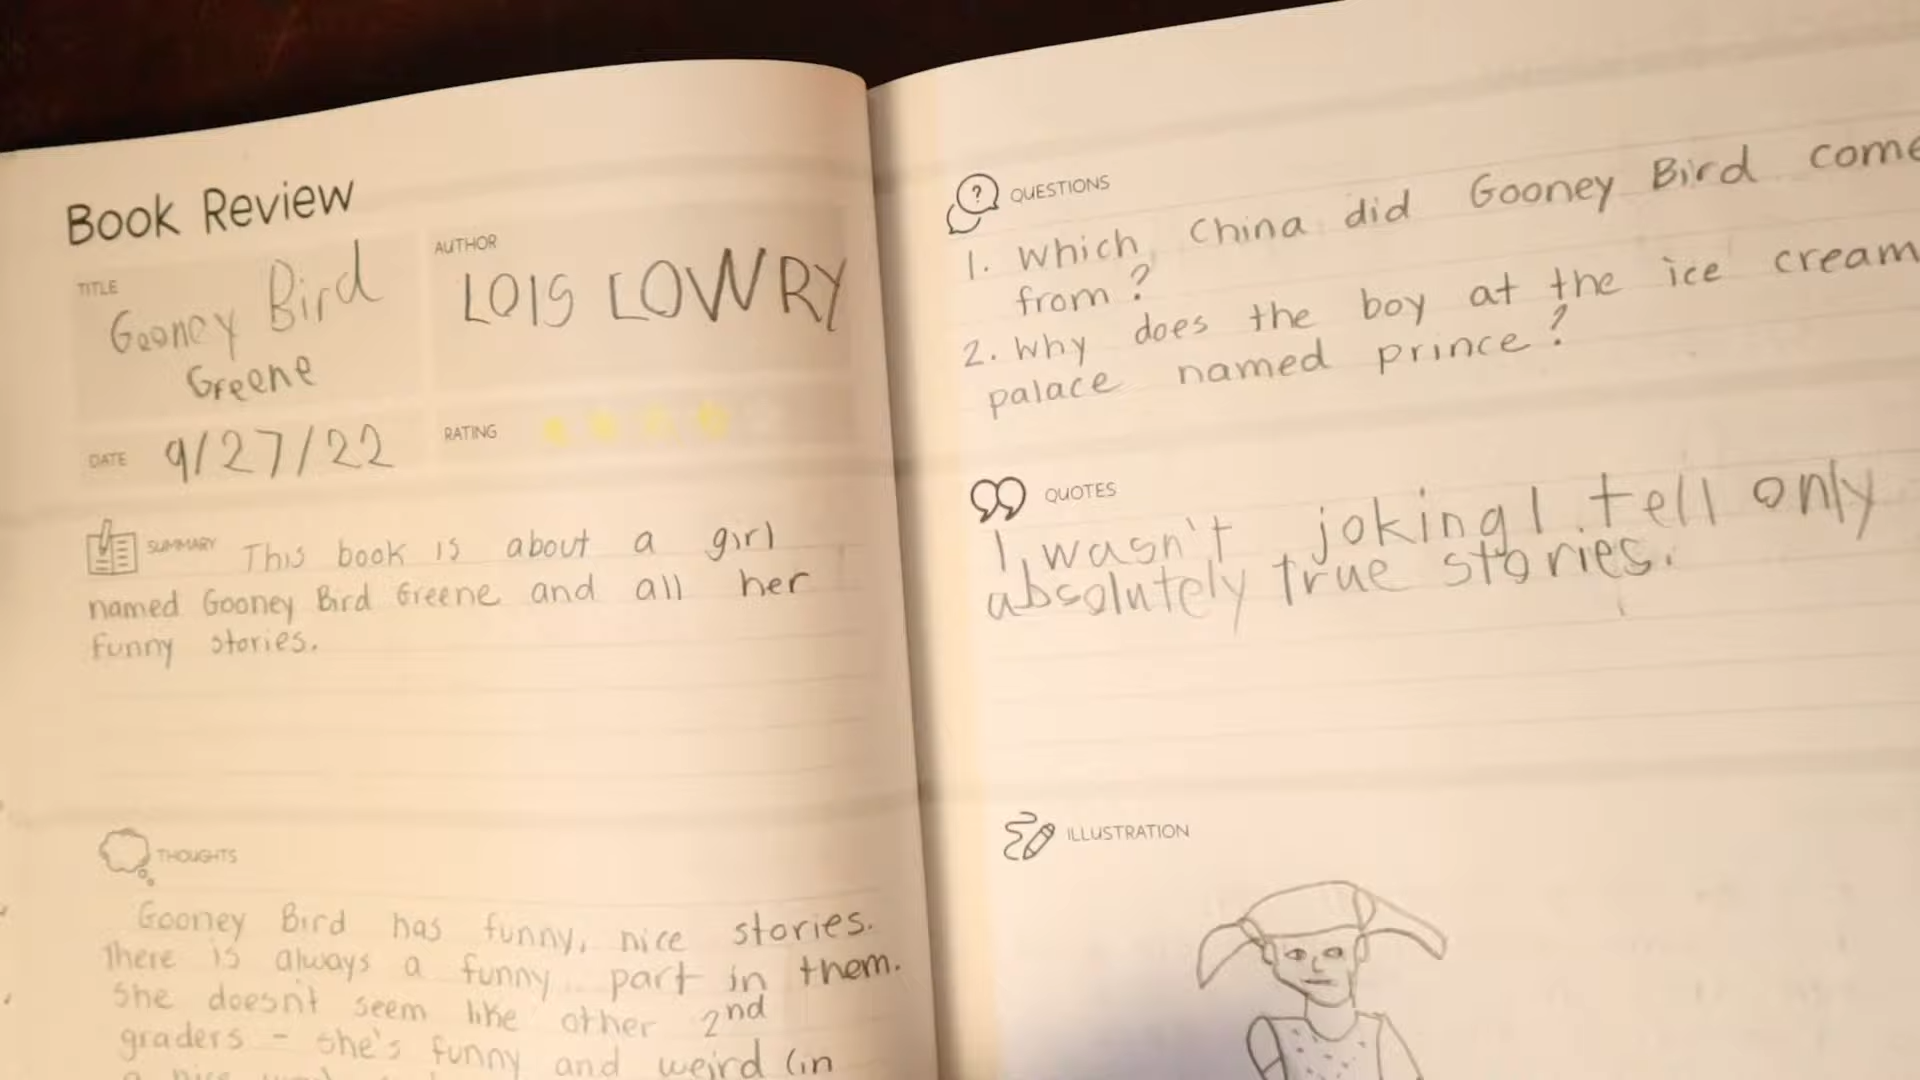 Book Review
TITLE
Gooney Bird
Greene
AUTHOR
LOIS LOWRY
DATE 9/27/22
RATING
SUMMARY This book is about a girl
named Gooney Bird Greene and all her
funny stories.
THOUGHTS
Gooney Bird has funny, nice stories.
There is always a funny part in them.
She doesn't seem like other 2nd
graders - she's funny and weird (in
a nice
QUESTIONS
1. Which China did Gooney Bird come
from?
2. Why does the boy at the ice cream
palace named prince?
QUOTES
I wasn't joking I tell only
absolutely true stories.
ILLUSTRATION